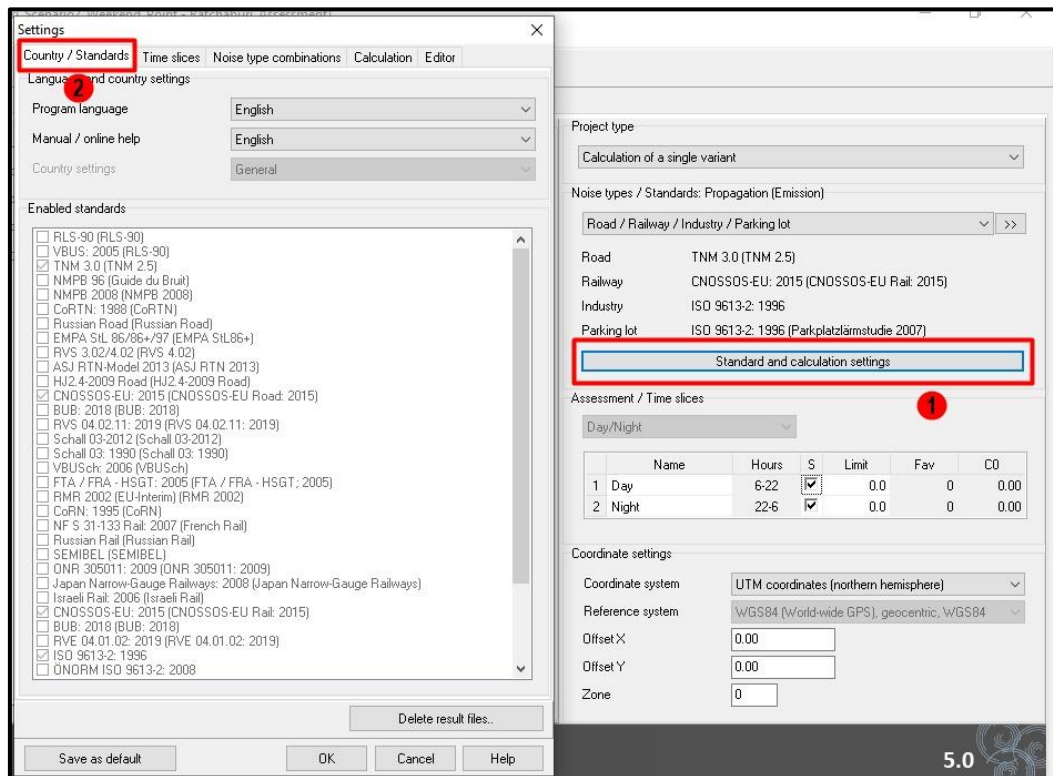 Scenario2_Weekend_Point - Ratchaburi_Assessment1
Settings
Country / Standards
Time slices
Noise type combinations
Calculation
Editor
and country settings
2
Program language
English
Manual / online help
English
Country settings
General
Enabled standards
RLS-90 (RLS-90)
VBUS: 2005 (RLS-90)
TNM 3.0 (TNM 2.5)
NMPB 96 (Guide du Bruit)
NMPB 2008 (NMPB 2008)
CoRTN: 1988 (CoRTN)
Russian Road (Russian Road)
EMPA StL 86/86+/97 (EMPA StL86+)
RVS 3.02/4.02 (RVS 4.02)
ASJ RTN-Model 2013 (ASJ RTN 2013)
HJ2.4-2009 Road (HJ2.4-2009 Road)
CNOSSOS-EU: 2015 (CNOSSOS-EU Road: 2015)
BUB: 2018 (BUB: 2018)
RVS 04.02.11: 2019 (RVS 04.02.11: 2019)
Schall 03-2012 (Schall 03-2012)
Schall 03: 1990 (Schall 03: 1990)
VBUSch: 2006 (VBUSch)
FTA / FRA - HSGT: 2005 (FTA / FRA - HSGT; 2005)
RMR 2002 (EU-Interim) (RMR 2002)
CoRN: 1995 (CoRN)
NF S 31-133 Rail: 2007 (French Rail)
Russian Rail (Russian Rail)
SEMIBEL (SEMIBEL)
ONR 305011: 2009 (ONR 305011: 2009)
Japan Narrow-Gauge Railways: 2008 (Japan Narrow-Gauge Railways)
Israeli Rail: 2006 (Israeli Rail)
CNOSSOS-EU: 2015 (CNOSSOS-EU Rail: 2015)
BUB: 2018 (BUB: 2018)
RVE 04.01.02: 2019 (RVE 04.01.02: 2019)
ISO 9613-2: 1996
ÖNORM ISO 9613-2: 2008
Delete result files..
Save as default
OK
Cancel
Help
Project type
Calculation of a single variant
Noise types / Standards: Propagation (Emission)
Road / Railway / Industry / Parking lot
>>
Road TNM 3.0 (TNM 2.5)
Railway CNOSSOS-EU: 2015 (CNOSSOS-EU Rail: 2015)
Industry ISO 9613-2: 1996
Parking lot ISO 9613-2: 1996 (Parkplatzlärmstudie 2007)
Standard and calculation settings
1
Assessment / Time slices
Day/Night
Name Hours S Limit Fav C0
1 Day 6-22 0.0 0 0.00
2 Night 22-6 0.0 0 0.00
Coordinate settings
Coordinate system
UTM coordinates (northern hemisphere)
Reference system
WGS84 (World-wide GPS), geocentric, WGS84
Offset X
0.00
Offset Y
0.00
Zone
0
5.0